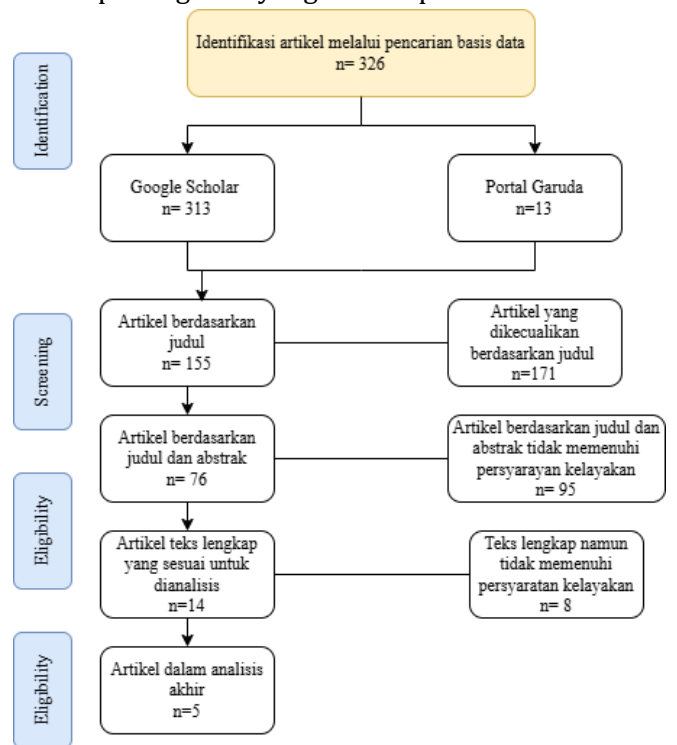 Identifikasi artikel melalui pencarian basis data
n= 326
Identification
Google Scholar
n= 313
Portal Garuda
n=13
Artikel berdasarkan
judul
n= 155
Artikel yang
dikecualikan
berdasarkan judul
n=171
Screening
Artikel berdasarkan
judul dan abstrak
n= 76
Artikel berdasarkan judul dan
abstrak tidak memenuhi
persyarayan kelayakan
n= 95
Eligibility
Artikel teks lengkap
yang sesuai untuk
dianalisis
n=14
Teks lengkap namun
tidak memenuhi
persyaratan kelayakan
n= 8
Eligibility
Artikel dalam analisis
akhir
n=5